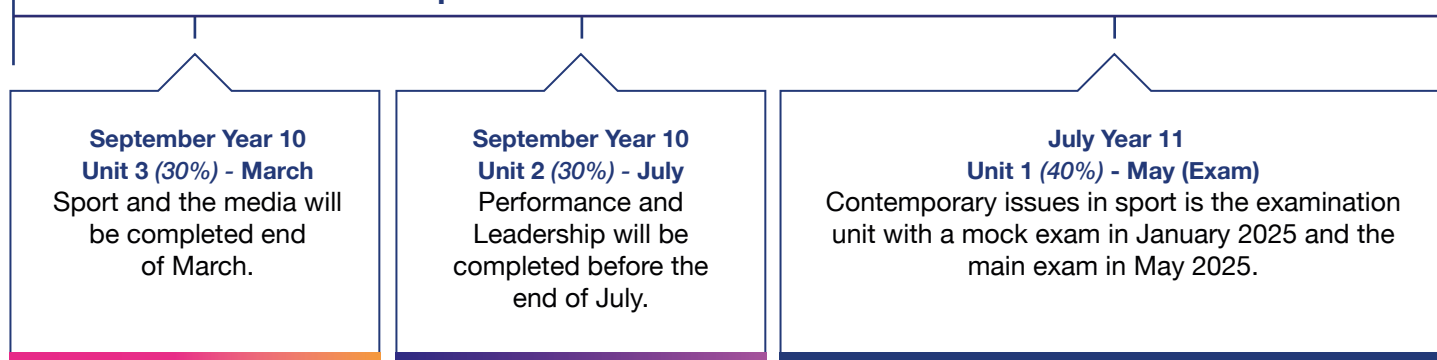 September Year 10
Unit 3 (30%) - March
Sport and the media will
be completed end
of March.
September Year 10
Unit 2 (30%) - July
Performance and
Leadership will be
completed before the
end of July.
July Year 11
Unit 1 (40%) - May (Exam)
Contemporary issues in sport is the examination
unit with a mock exam in January 2025 and the
main exam in May 2025.